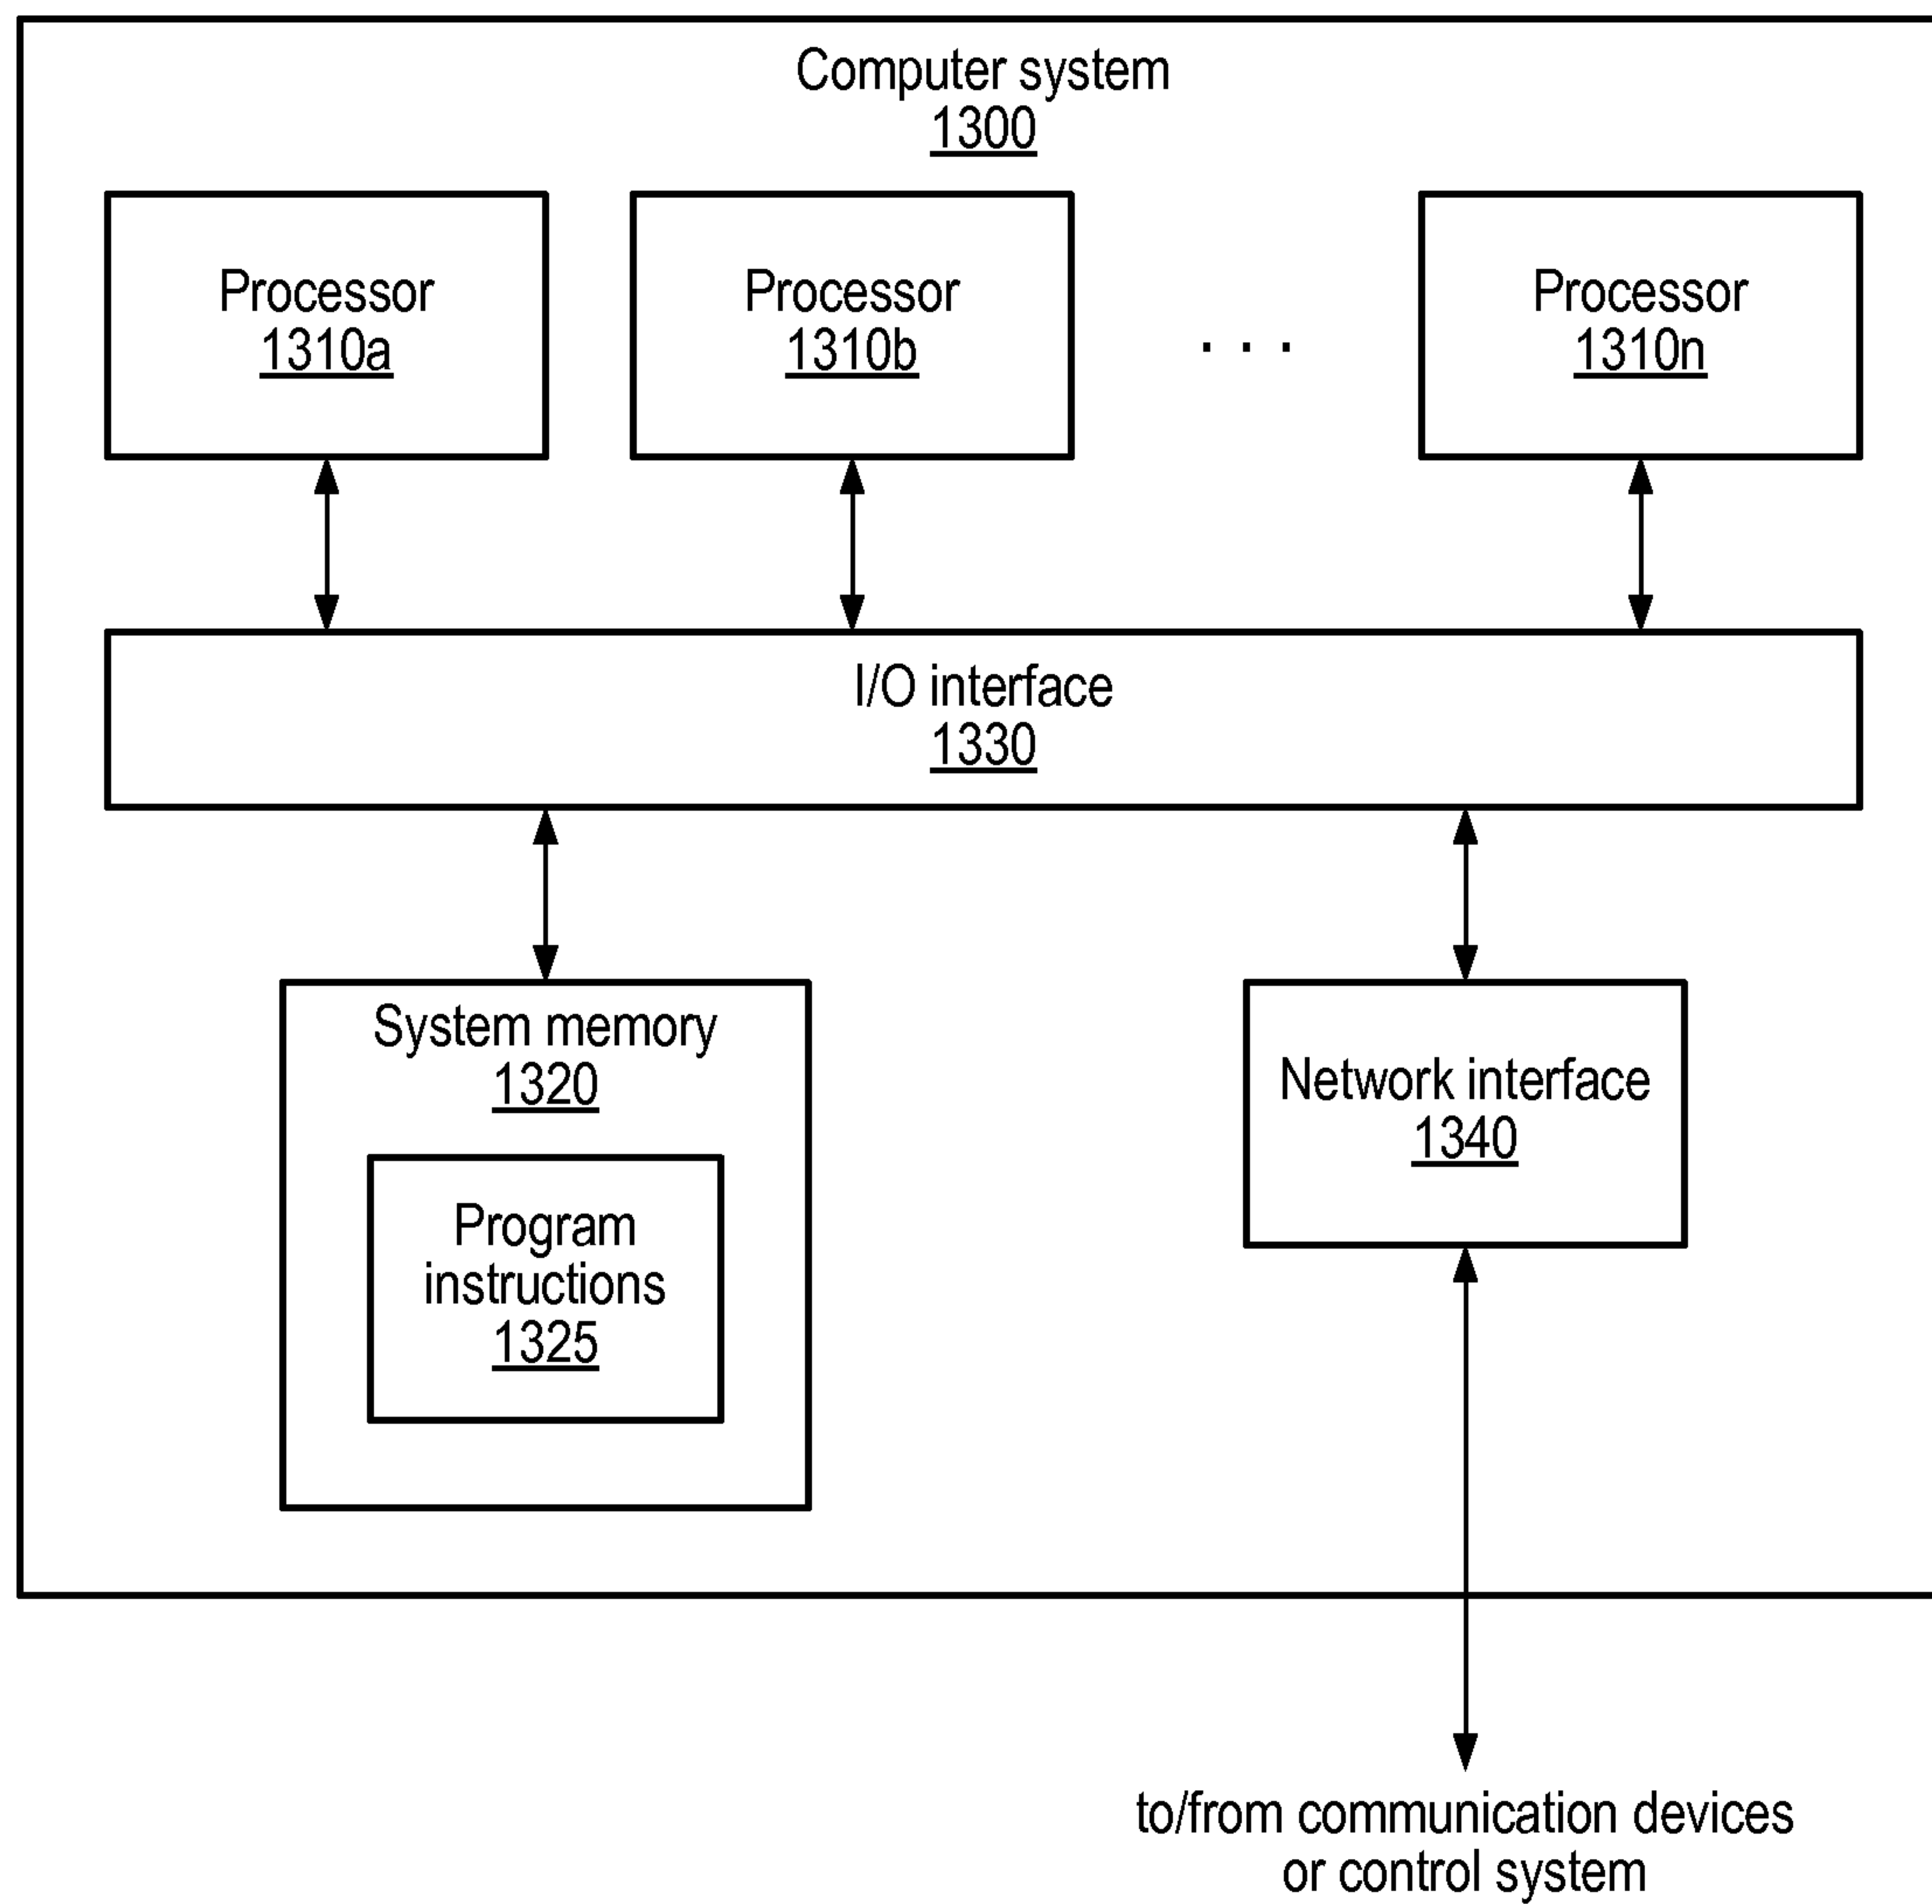 Computer system
1300
Processor
1310a
Processor
1310b
. . .
Processor
1310n
I/O interface
1330
System memory
1320
Program
instructions
1325
Network interface
1340
to/from communication devices
or control system